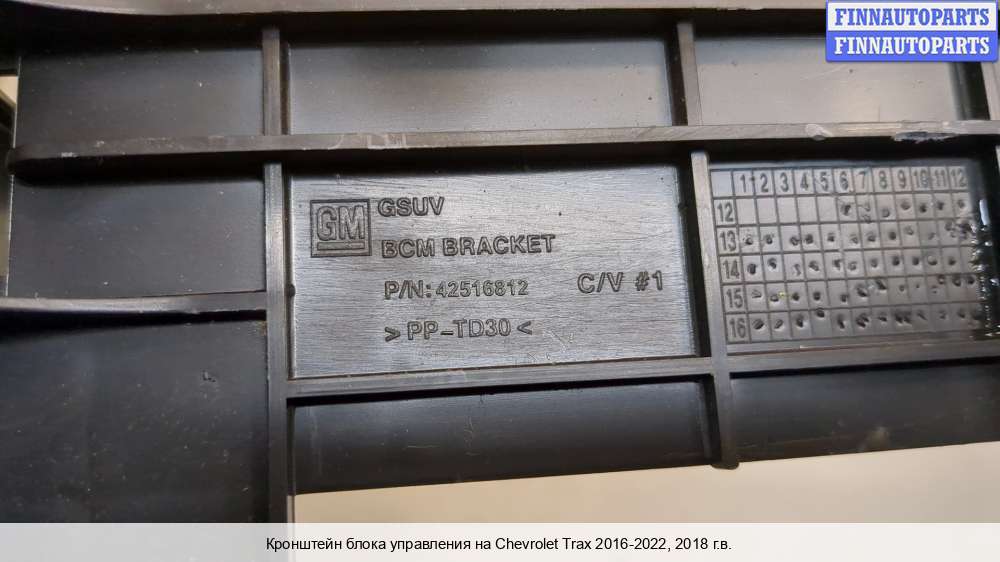 FINNAUTOPARTS
FINNAUTOPARTS
GM
GSUV
BCM BRACKET
P/N: 42516812
C/V #1
>PP-TD30<
1 2 3 4 5 6 7 8 9 10 11 12
12
13
14
15
16
Кронштейн блока управления на Chevrolet Trax 2016-2022, 2018 г.в.